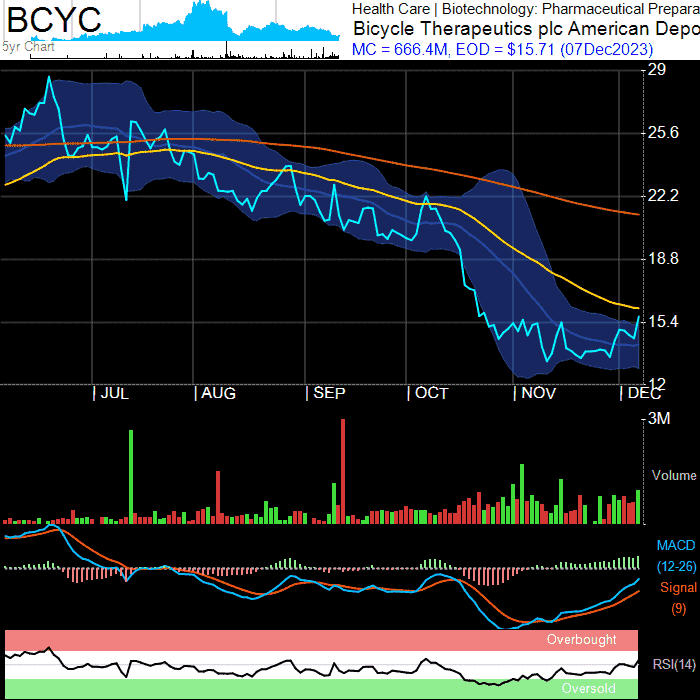 BCYC
5yr Chart
Health Care | Biotechnology: Pharmaceutical Prepara
Bicycle Therapeutics plc American Depo
MC = 666.4M, EOD = $15.71 (07Dec2023)
29
25.6
22.2
18.8
15.4
12
| JUL | AUG | SEP | OCT | NOV | DEC
3M
Volume
MACD
(12-26)
Signal
(9)
Overbought
RSI(14)
Oversold